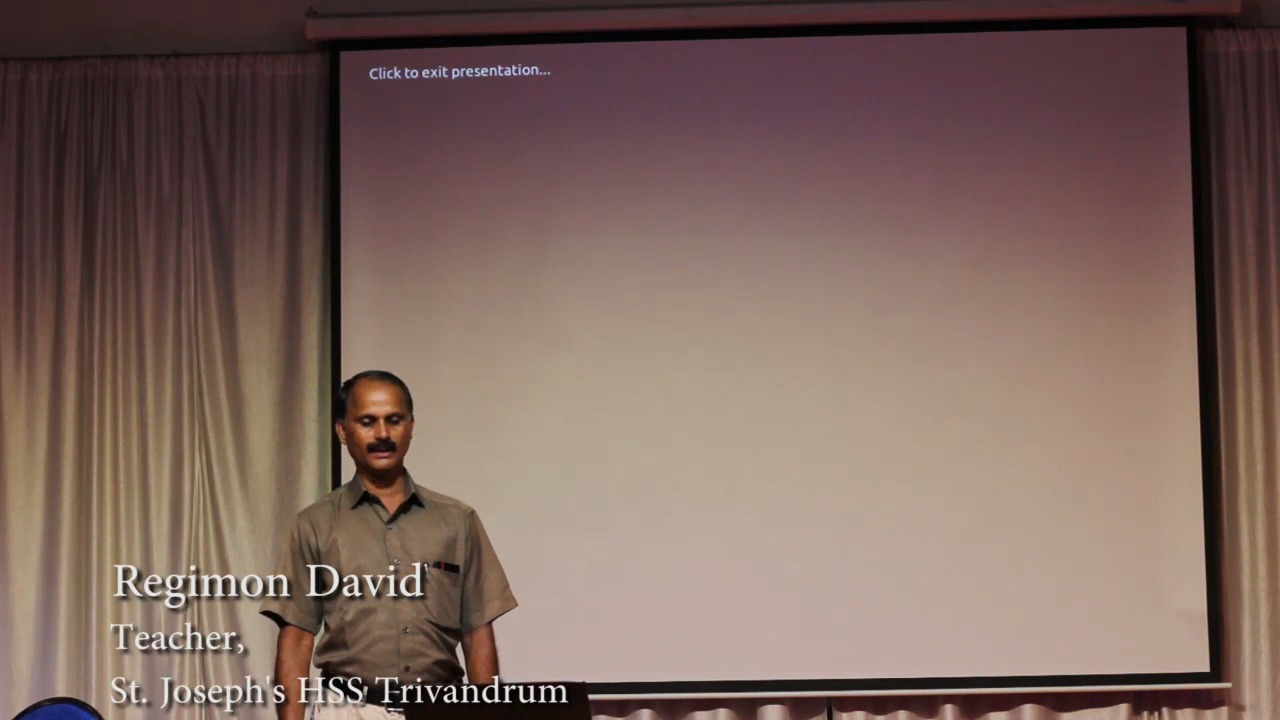 Click to exit presentation...
Regimon David
Teacher,
St. Joseph's HSS Trivandrum